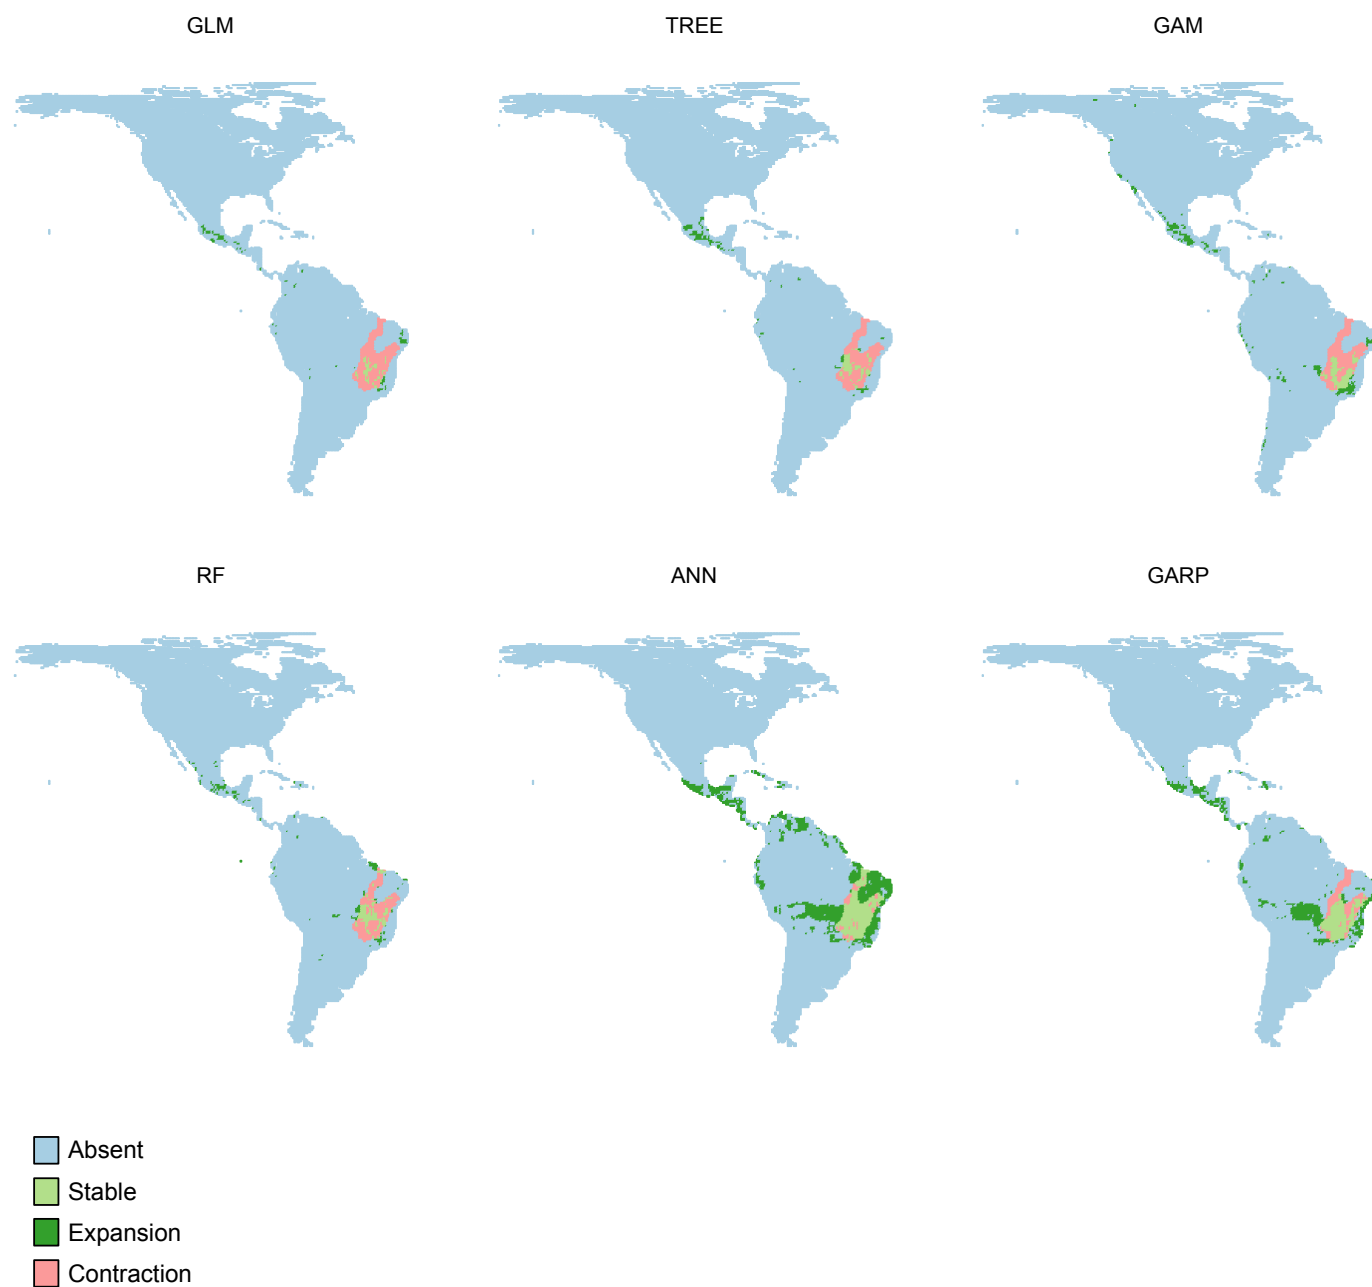 GLM
TREE
GAM
RF
ANN
GARP
Absent
Stable
Expansion
Contraction